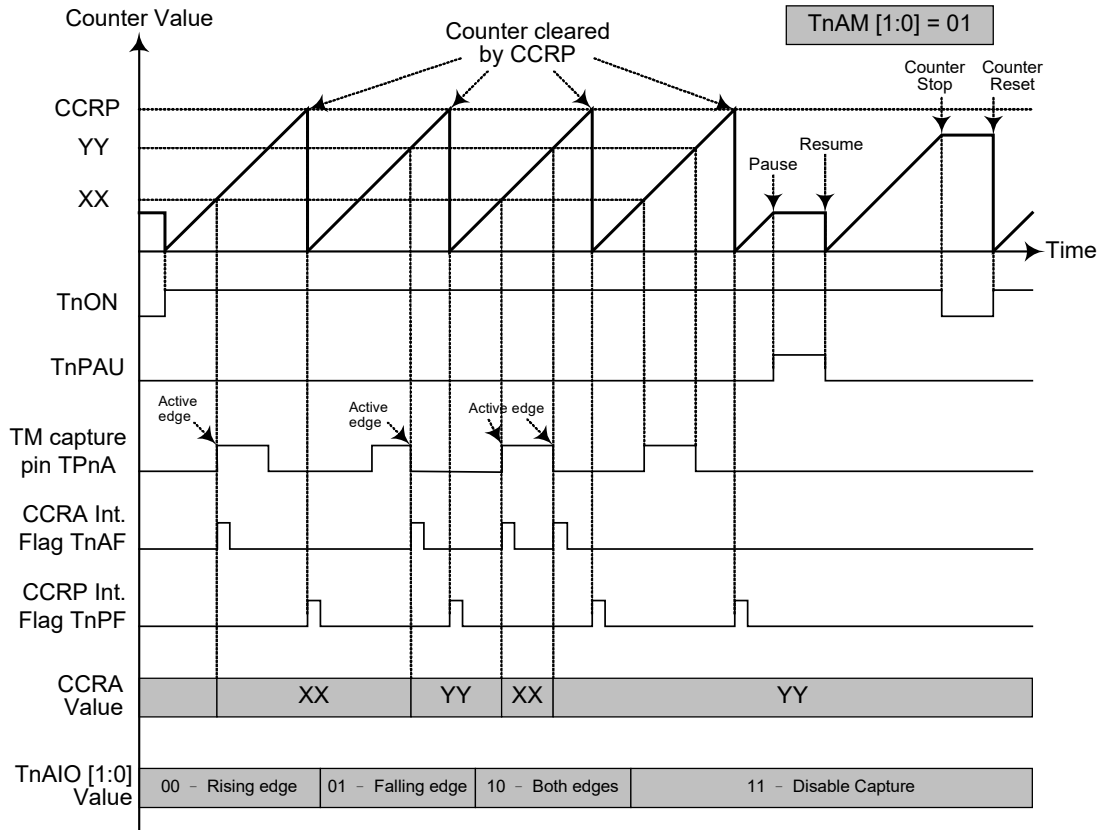 Counter Value
TnAM [1:0] = 01
Counter cleared
by CCRP
Counter
Stop
Counter
Reset
CCRP
YY
Pause
Resume
XX
Time
TnON
TnPAU
Active
edge
Active
edge
Active edge
TM capture
pin TPnA
CCRA Int.
Flag TnAF
CCRP Int.
Flag TnPF
CCRA
Value
XX
YY
XX
YY
TnAIO [1:0]
Value
00 - Rising edge
01 - Falling edge
10 - Both edges
11 - Disable Capture